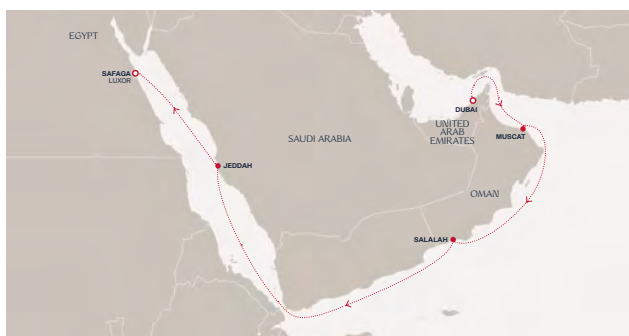 EGYPT
SAFAGA
LUXOR
DUBAI
UNITED
ARAB
EMIRATES
MUSCAT
SAUDI ARABIA
JEDDAH
OMAN
SALALAH